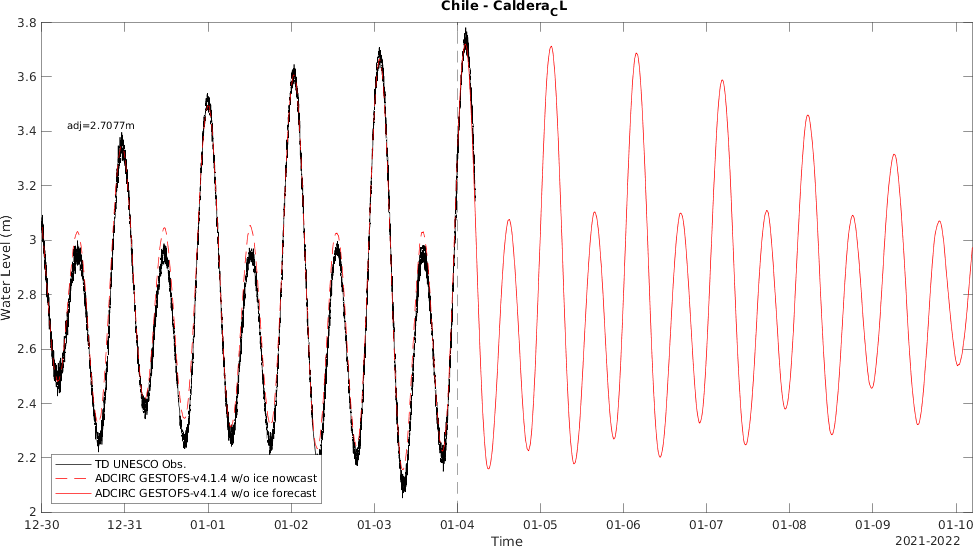 Chile - Caldera_CL
3.8
3.6
3.4
3.2
3
2.8
2.6
2.4
2.2
2
Water Level (m)
adj=2.7077m
TD UNESCO Obs.
ADCIRC GESTOFS-v4.1.4 w/o ice nowcast
ADCIRC GESTOFS-v4.1.4 w/o ice forecast
12-30 12-31 01-01 01-02 01-03 01-04 01-05 01-06 01-07 01-08 01-09 01-10
Time
2021-2022